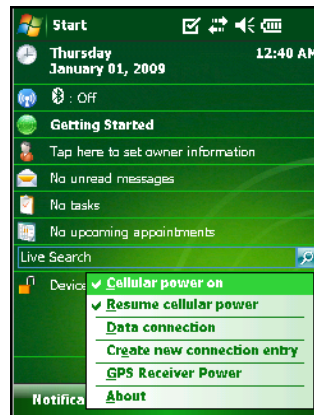 Start
Thursday 12:40 AM
January 01, 2009
: Off
Getting Started
Tap here to set owner information
No unread messages
No tasks
No upcoming appointments
Live Search
Device
Cellular power on
Resume cellular power
Data connection
Create new connection entry
GPS Receiver Power
About
Notifica